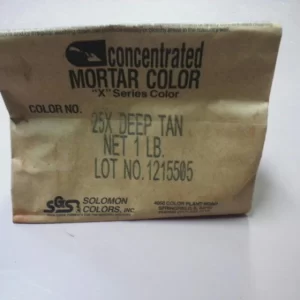 concentrated
MORTAR COLOR
"X" Series Color
COLOR NO.
25X DEEP TAN
NET 1 LB.
LOT NO. 1215505
SGS
SOLOMON
COLORS, INC.